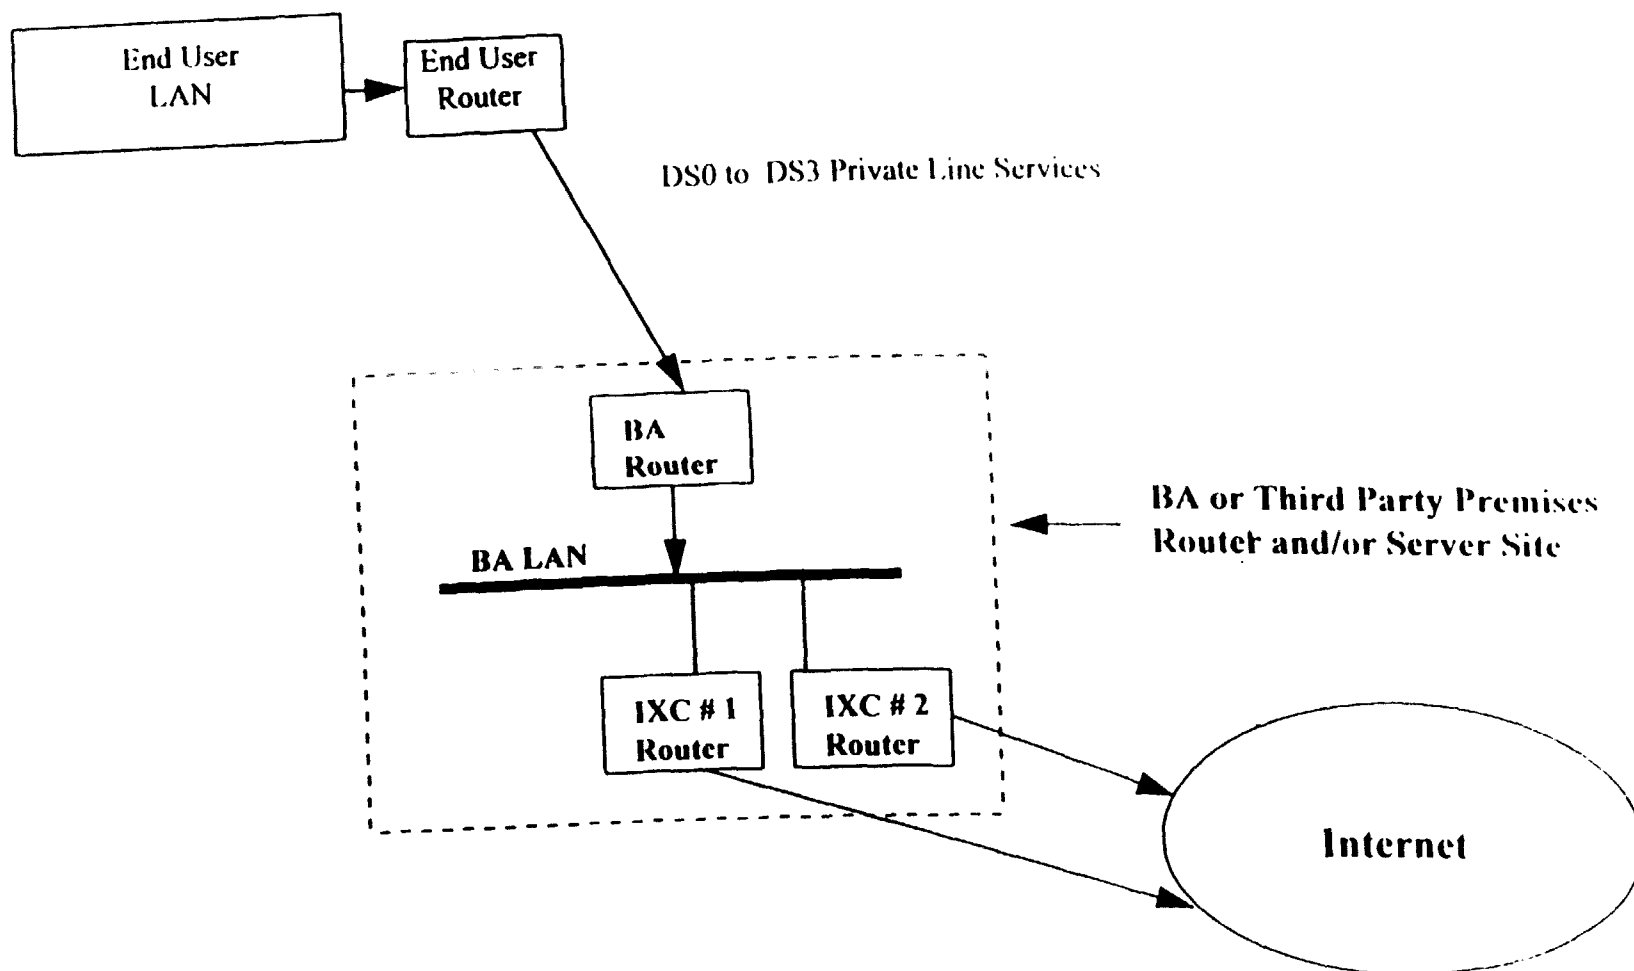 End User
LAN
End User
Router
DS0 to DS3 Private Line Services
BA
Router
BA LAN
BA or Third Party Premises
Router and/or Server Site
IXC # 1
Router
IXC # 2
Router
Internet